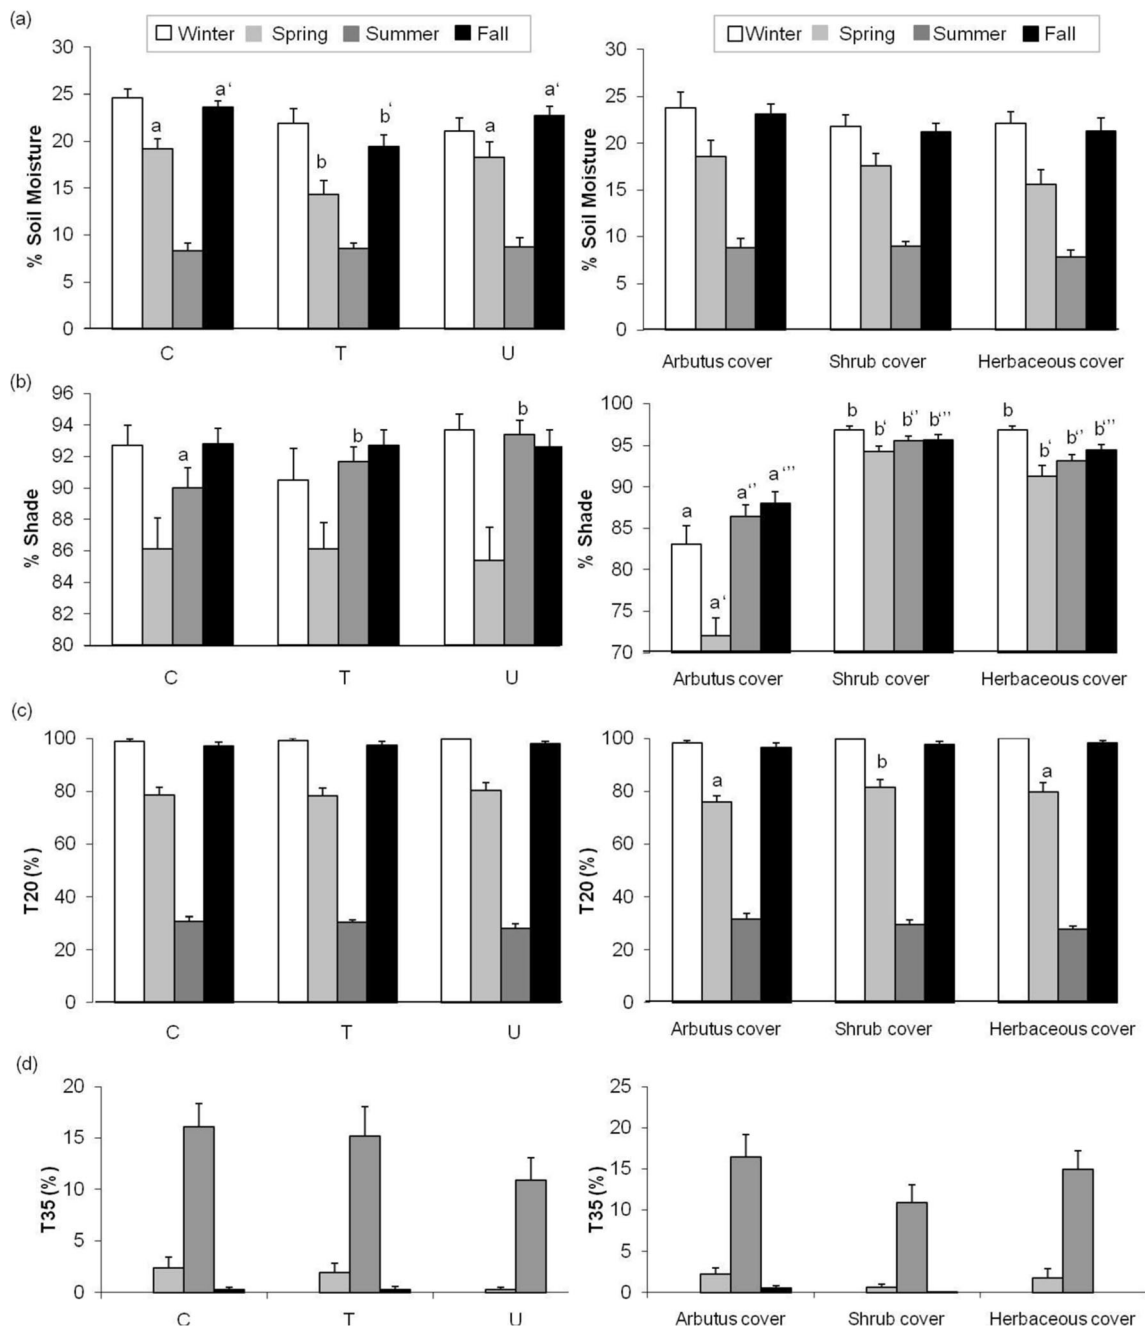 (a)
Winter Spring Summer Fall
Winter Spring Summer Fall
% Soil Moisture
30
25
20
15
10
5
0
a a'
b b'
a a'
C T U
% Soil Moisture
30
25
20
15
10
5
0
Arbutus cover Shrub cover Herbaceous cover
(b)
% Shade
96
94
92
90
88
86
84
82
80
a
b
b
C T U
% Shade
100
95
90
85
80
75
70
a a' a'' a'''
b b' b'' b'''
b b' b'' b'''
Arbutus cover Shrub cover Herbaceous cover
(c)
T20 (%)
100
80
60
40
20
0
C T U
T20 (%)
100
80
60
40
20
0
a
b
a
Arbutus cover Shrub cover Herbaceous cover
(d)
T35 (%)
20
15
10
5
0
C T U
T35 (%)
25
20
15
10
5
0
Arbutus cover Shrub cover Herbaceous cover